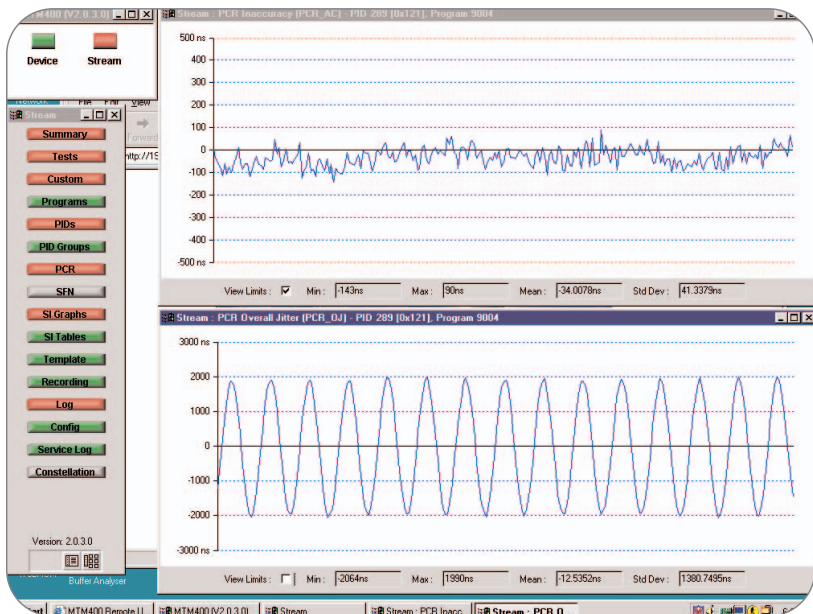 MTM400 (V2.0.3.0)
Device
Stream
File Edit View
Forward
Stream
Summary
Tests
Custom
Programs
PIDs
PID Groups
PCR
SFN
SI Graphs
SI Tables
Template
Recording
Log
Config
Service Log
Constellation
Version: 2.0.3.0
Buffer Analyser
Stream : PCR Inaccuracy (PCR_AC) - PID 289 [0x121], Program 9004
500 ns
400
300
200
100
0
-100
-200
-300
-400
-500 ns
View Limits : Min : -143ns Max : 90ns Mean : -34.0078ns Std Dev : 41.3379ns
Stream : PCR Overall Jitter (PCR_OJ) - PID 289 [0x121], Program 9004
3000 ns
2000
1000
0
-1000
-2000
-3000 ns
View Limits : Min : -2064ns Max : 1990ns Mean : -12.5352ns Std Dev : 1380.7495ns
MTM400 Remote U... MTM400 (V2.0.3.0) Stream Stream : PCR Inacc... Stream : PCR O...